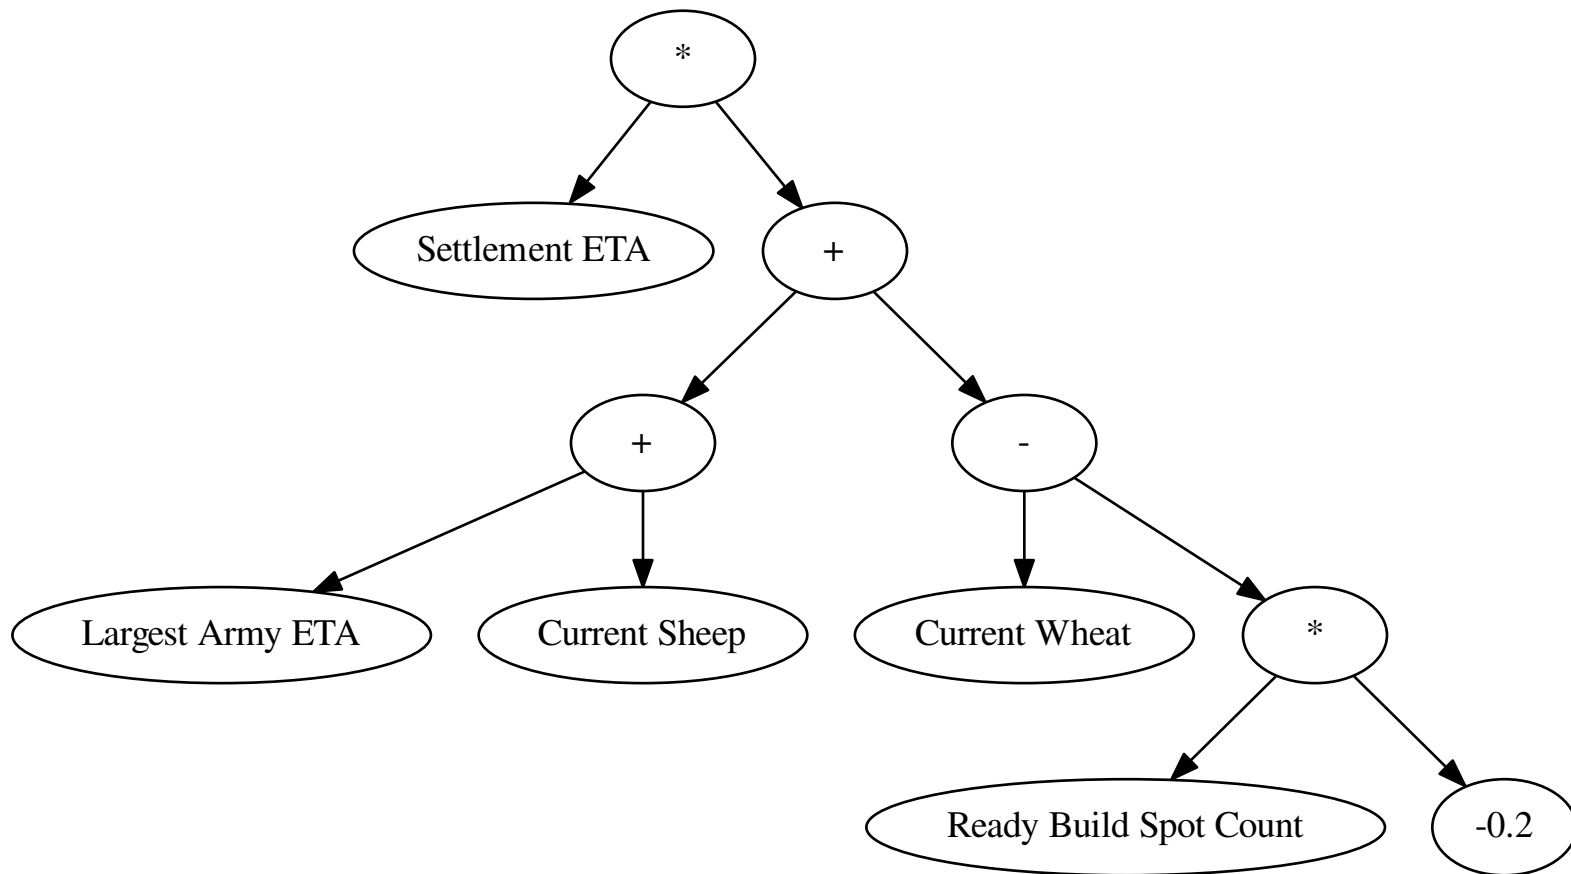 *
Settlement ETA
+
+
-
Largest Army ETA
Current Sheep
Current Wheat
*
Ready Build Spot Count
-0.2